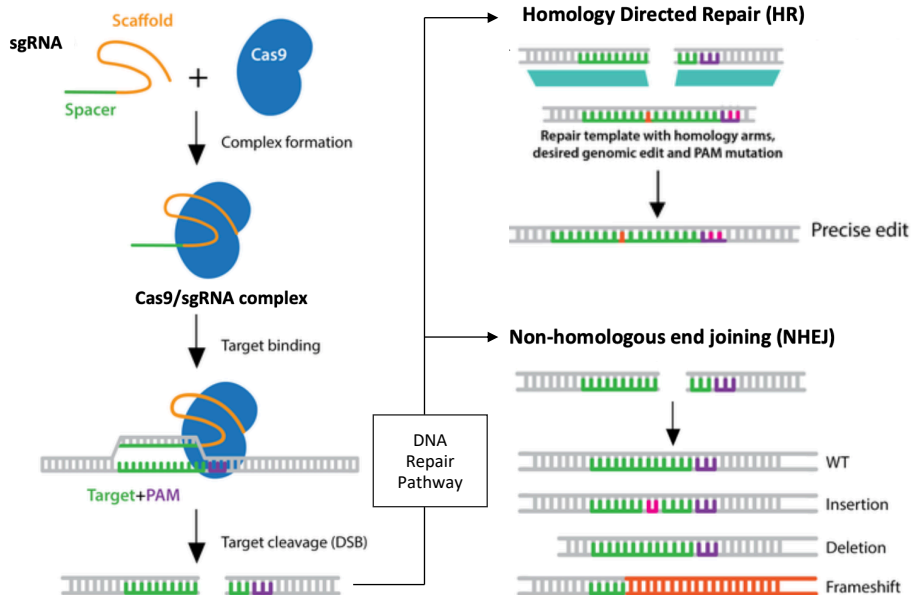 sgRNA
Scaffold
Spacer
+
Cas9
Complex formation
Cas9/sgRNA complex
Target binding
Target+PAM
Target cleavage (DSB)
DNA
Repair
Pathway
Homology Directed Repair (HR)
Repair template with homology arms,
desired genomic edit and PAM mutation
Precise edit
Non-homologous end joining (NHEJ)
WT
Insertion
Deletion
Frameshift